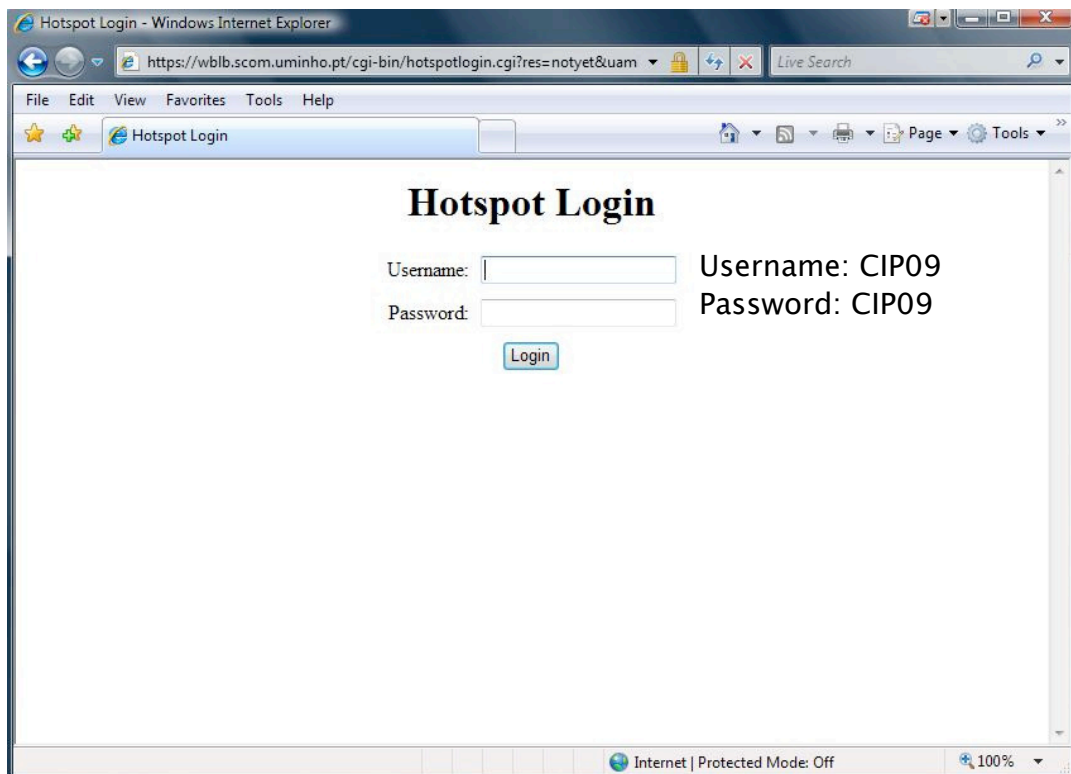 Hotspot Login - Windows Internet Explorer
https://wblb.scom.uminho.pt/cgi-bin/hotspotlogin.cgi?res=notyet&uam
Live Search
File Edit View Favorites Tools Help
Hotspot Login
Page Tools
Hotspot Login
Username:
Username: CIP09
Password:
Password: CIP09
Login
Internet | Protected Mode: Off
100%